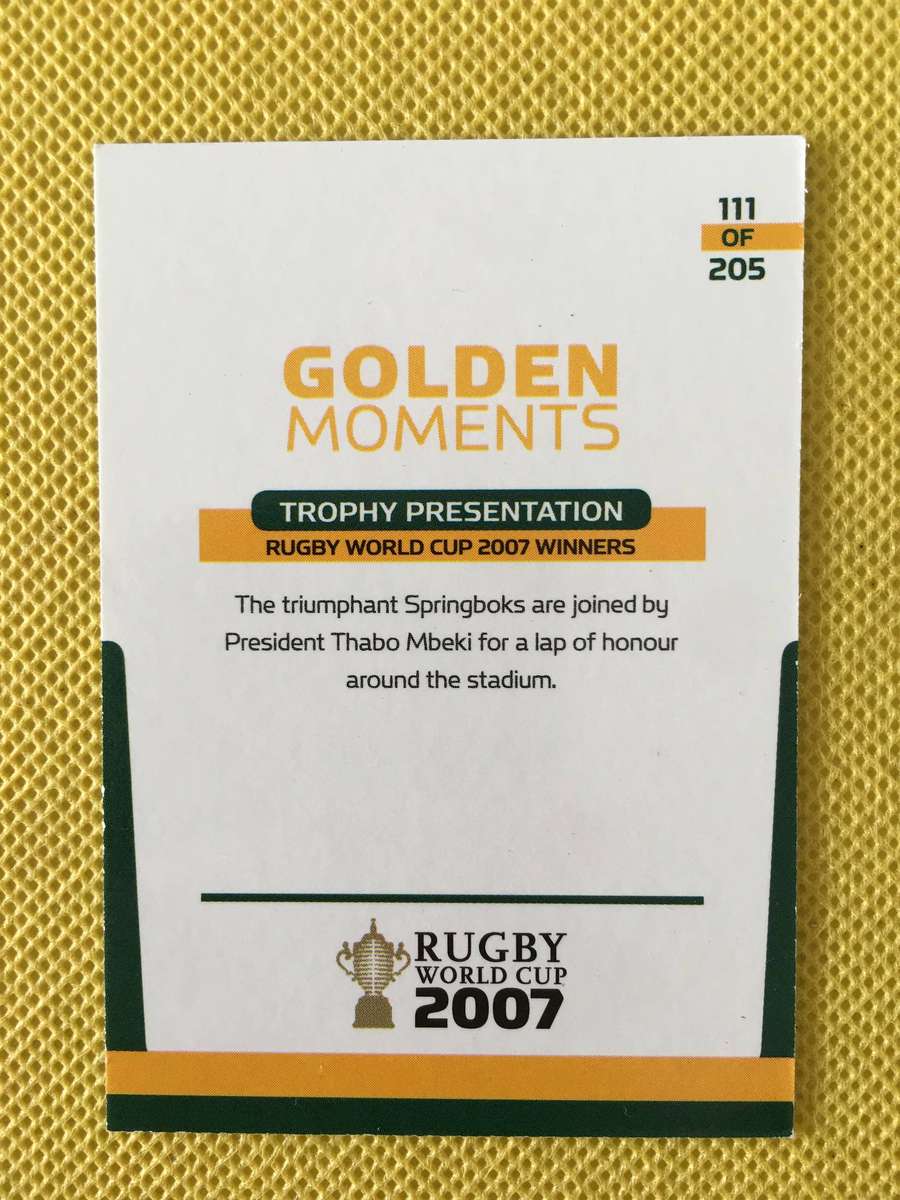 111
OF
205
GOLDEN
MOMENTS
TROPHY PRESENTATION
RUGBY WORLD CUP 2007 WINNERS
The triumphant Springboks are joined by
President Thabo Mbeki for a lap of honour
around the stadium.
RUGBY
WORLD CUP
2007